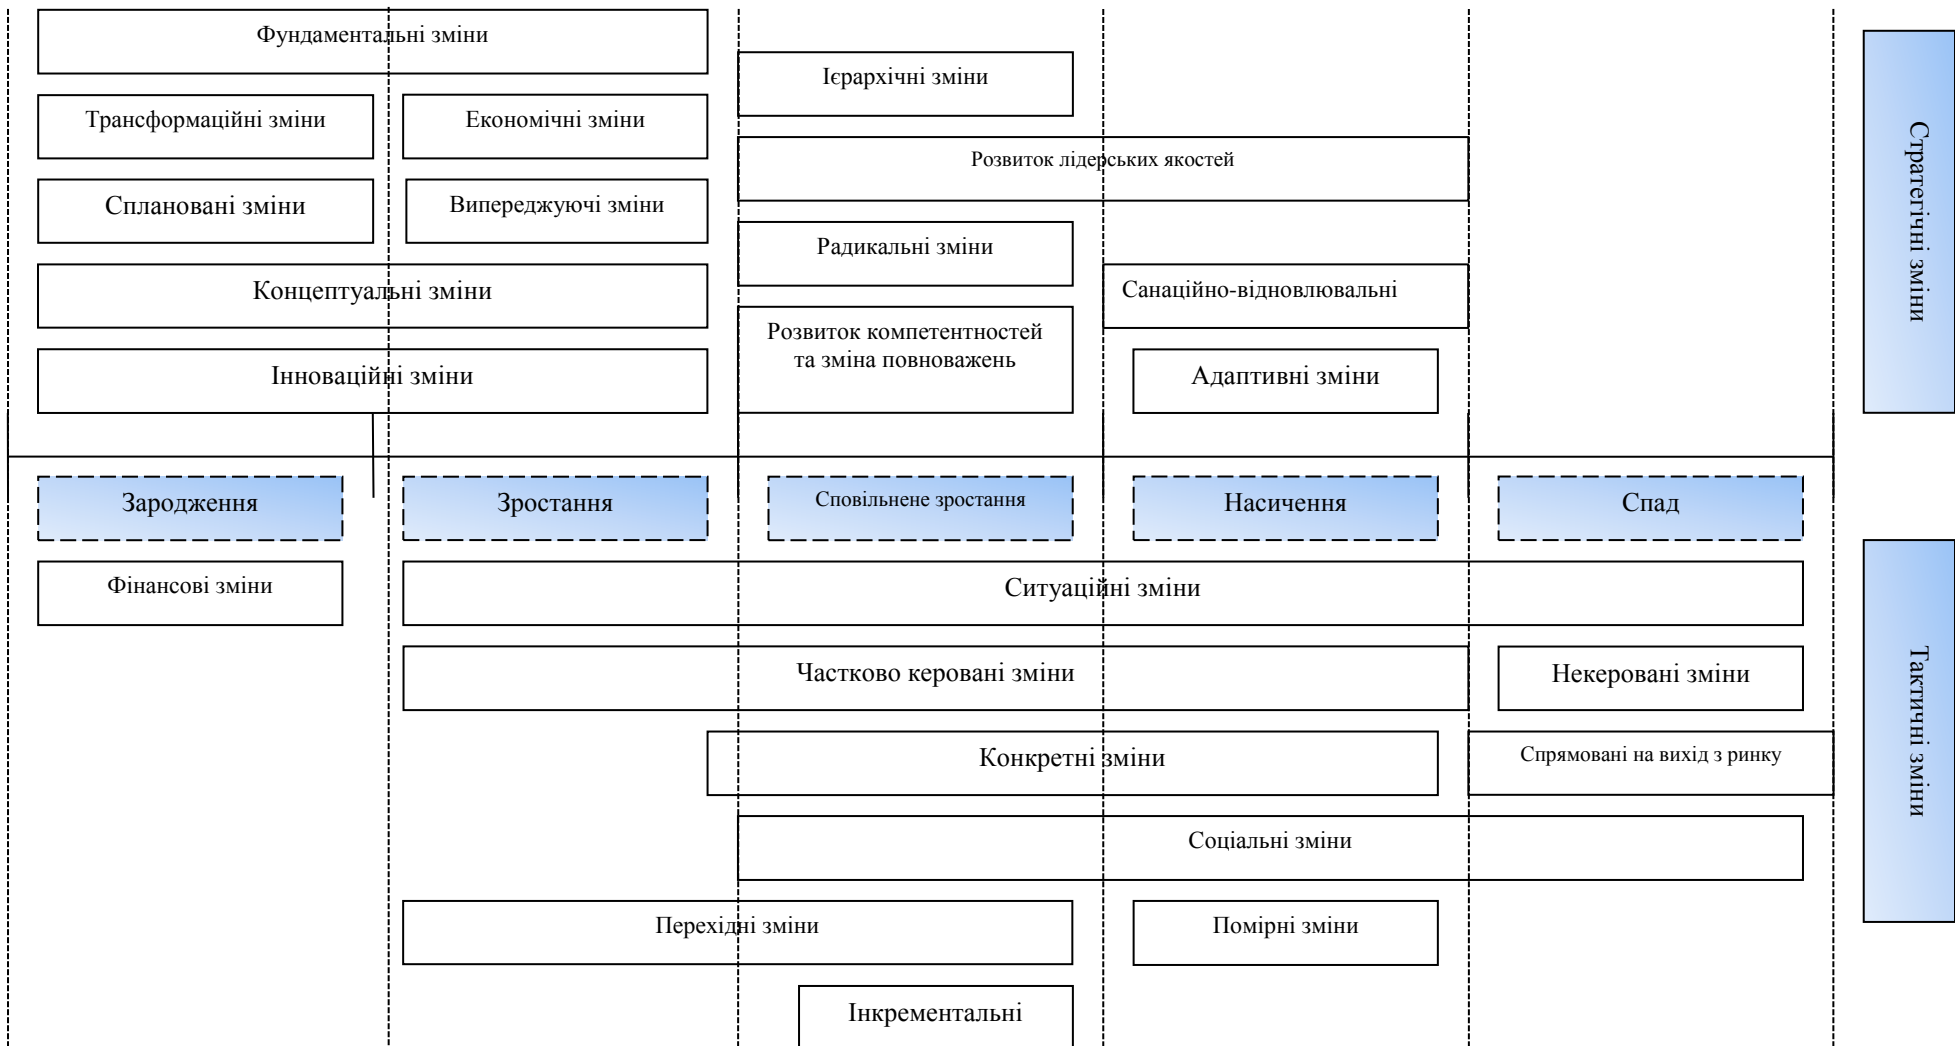 Фундаментальні зміни
Ієрархічні зміни
Трансформаційні зміни
Економічні зміни
Розвиток лідерських якостей
Сплановані зміни
Випереджуючі зміни
Радикальні зміни
Концептуальні зміни
Санаційно-відновлювальні
Розвиток компетентностей
та зміна повноважень
Інноваційні зміни
Адаптивні зміни
Стратегічні зміни
Зародження
Зростання
Сповільнене зростання
Насичення
Спад
Фінансові зміни
Ситуаційні зміни
Частково керовані зміни
Некеровані зміни
Конкретні зміни
Спрямовані на вихід з ринку
Соціальні зміни
Перехідні зміни
Помірні зміни
Інкрементальні
Тактичні зміни